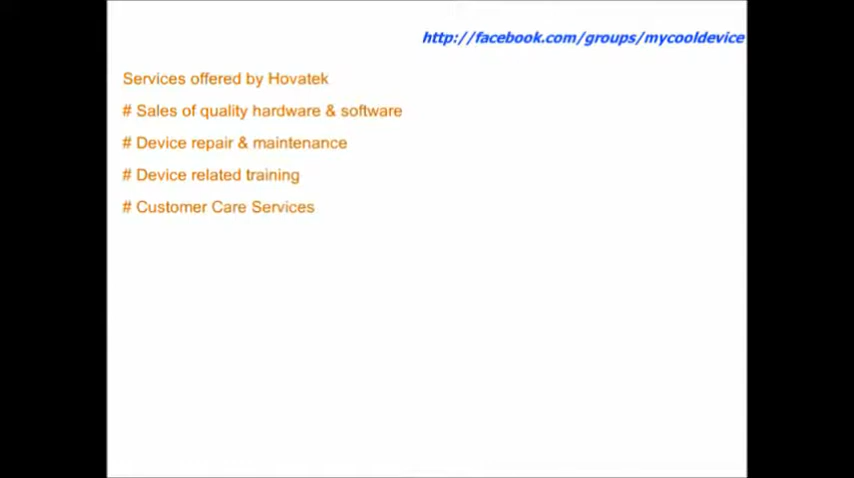 http://facebook.com/groups/mycooldevice
Services offered by Hovatek
# Sales of quality hardware & software
# Device repair & maintenance
# Device related training
# Customer Care Services